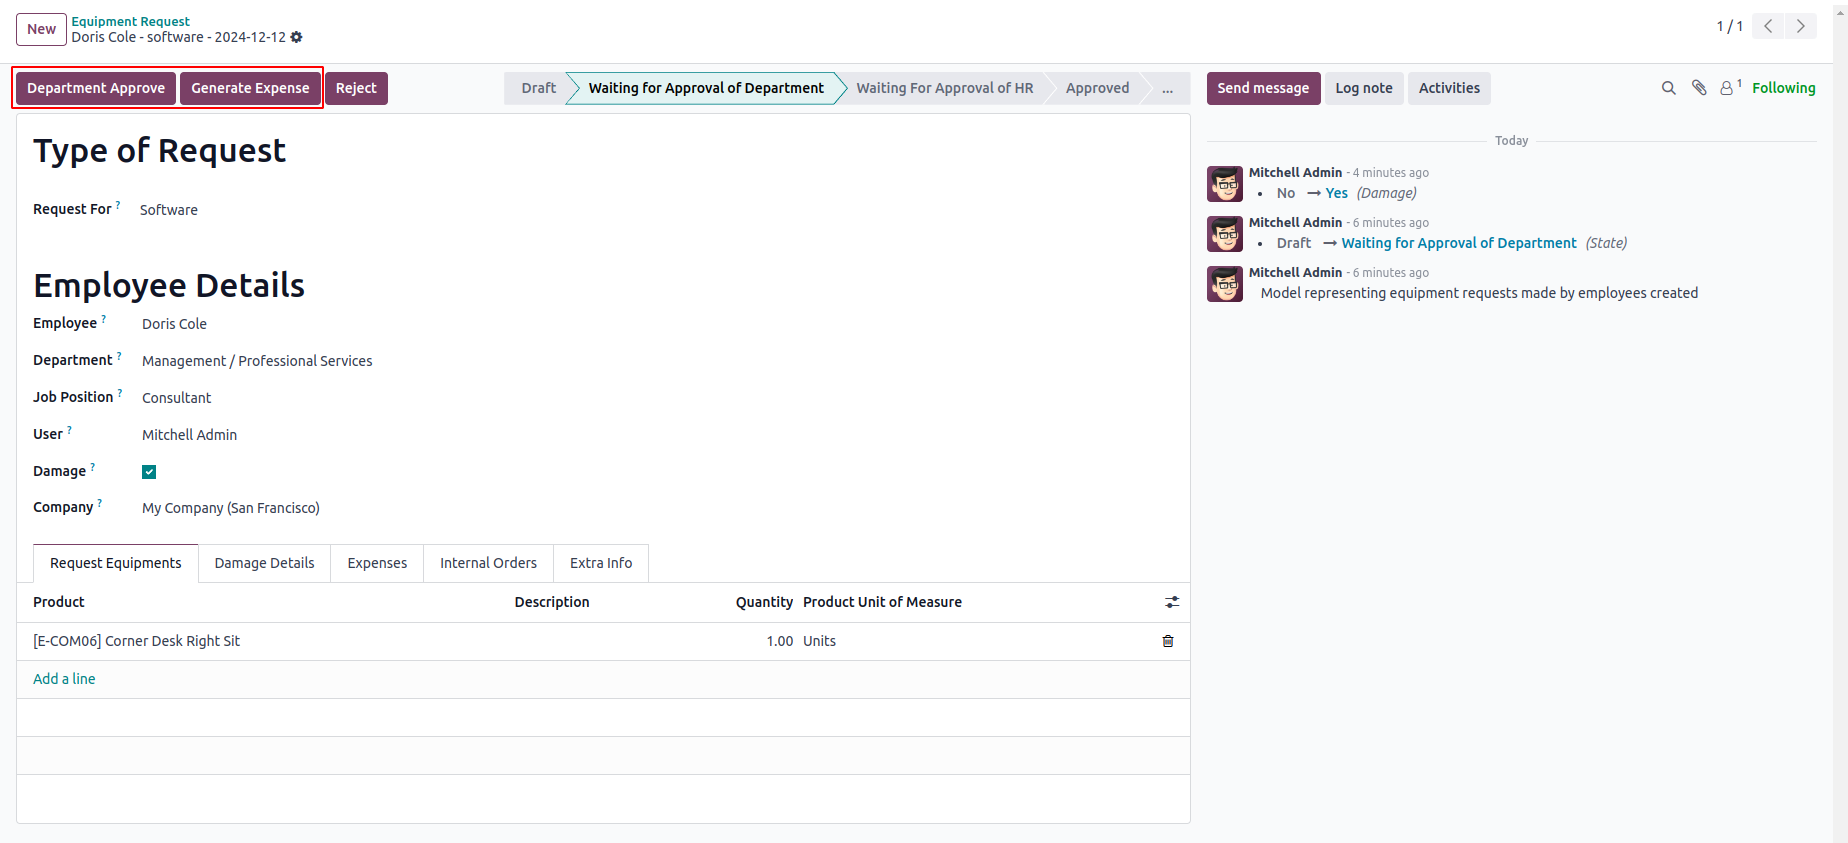 New
Equipment Request
Doris Cole - software - 2024-12-12
1 / 1
Department Approve Generate Expense Reject
Draft Waiting for Approval of Department Waiting For Approval of HR Approved ...
Send message Log note Activities 1 Following
Type of Request
Request For ? Software
Employee Details
Employee ? Doris Cole
Department ? Management / Professional Services
Job Position ? Consultant
User ? Mitchell Admin
Damage ?
Company ? My Company (San Francisco)
Request Equipments Damage Details Expenses Internal Orders Extra Info
Product Description Quantity Product Unit of Measure
[E-COM06] Corner Desk Right Sit 1.00 Units
Add a line
Today
Mitchell Admin - 4 minutes ago
• No → Yes (Damage)
Mitchell Admin - 6 minutes ago
• Draft → Waiting for Approval of Department (State)
Mitchell Admin - 6 minutes ago
Model representing equipment requests made by employees created